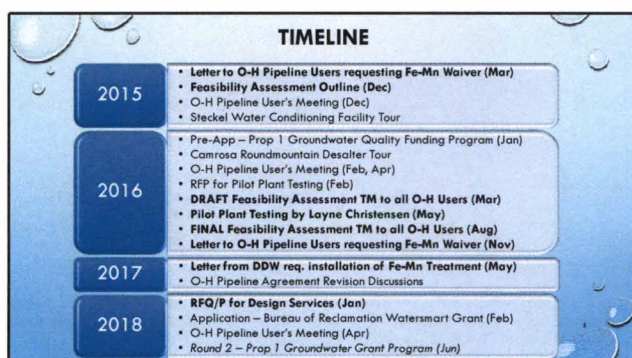 TIMELINE
2015
• Letter to O-H Pipeline Users requesting Fe-Mn Waiver (Mar)
• Feasibility Assessment Outline (Dec)
• O-H Pipeline User's Meeting (Dec)
• Steckel Water Conditioning Facility Tour
2016
• Pre-App – Prop 1 Groundwater Quality Funding Program (Jan)
• Camrosa Roundmountain Desalter Tour
• O-H Pipeline User's Meeting (Feb, Apr)
• RFP for Pilot Plant Testing (Feb)
• DRAFT Feasibility Assessment TM to all O-H Users (Mar)
• Pilot Plant Testing by Layne Christensen (May)
• FINAL Feasibility Assessment TM to all O-H Users (Aug)
• Letter to O-H Pipeline Users requesting Fe-Mn Waiver (Nov)
2017
• Letter from DDW req. installation of Fe-Mn Treatment (May)
• O-H Pipeline Agreement Revision Discussions
2018
• RFQ/P for Design Services (Jan)
• Application – Bureau of Reclamation Watersmart Grant (Feb)
• O-H Pipeline User's Meeting (Apr)
• Round 2 – Prop 1 Groundwater Grant Program (Jun)